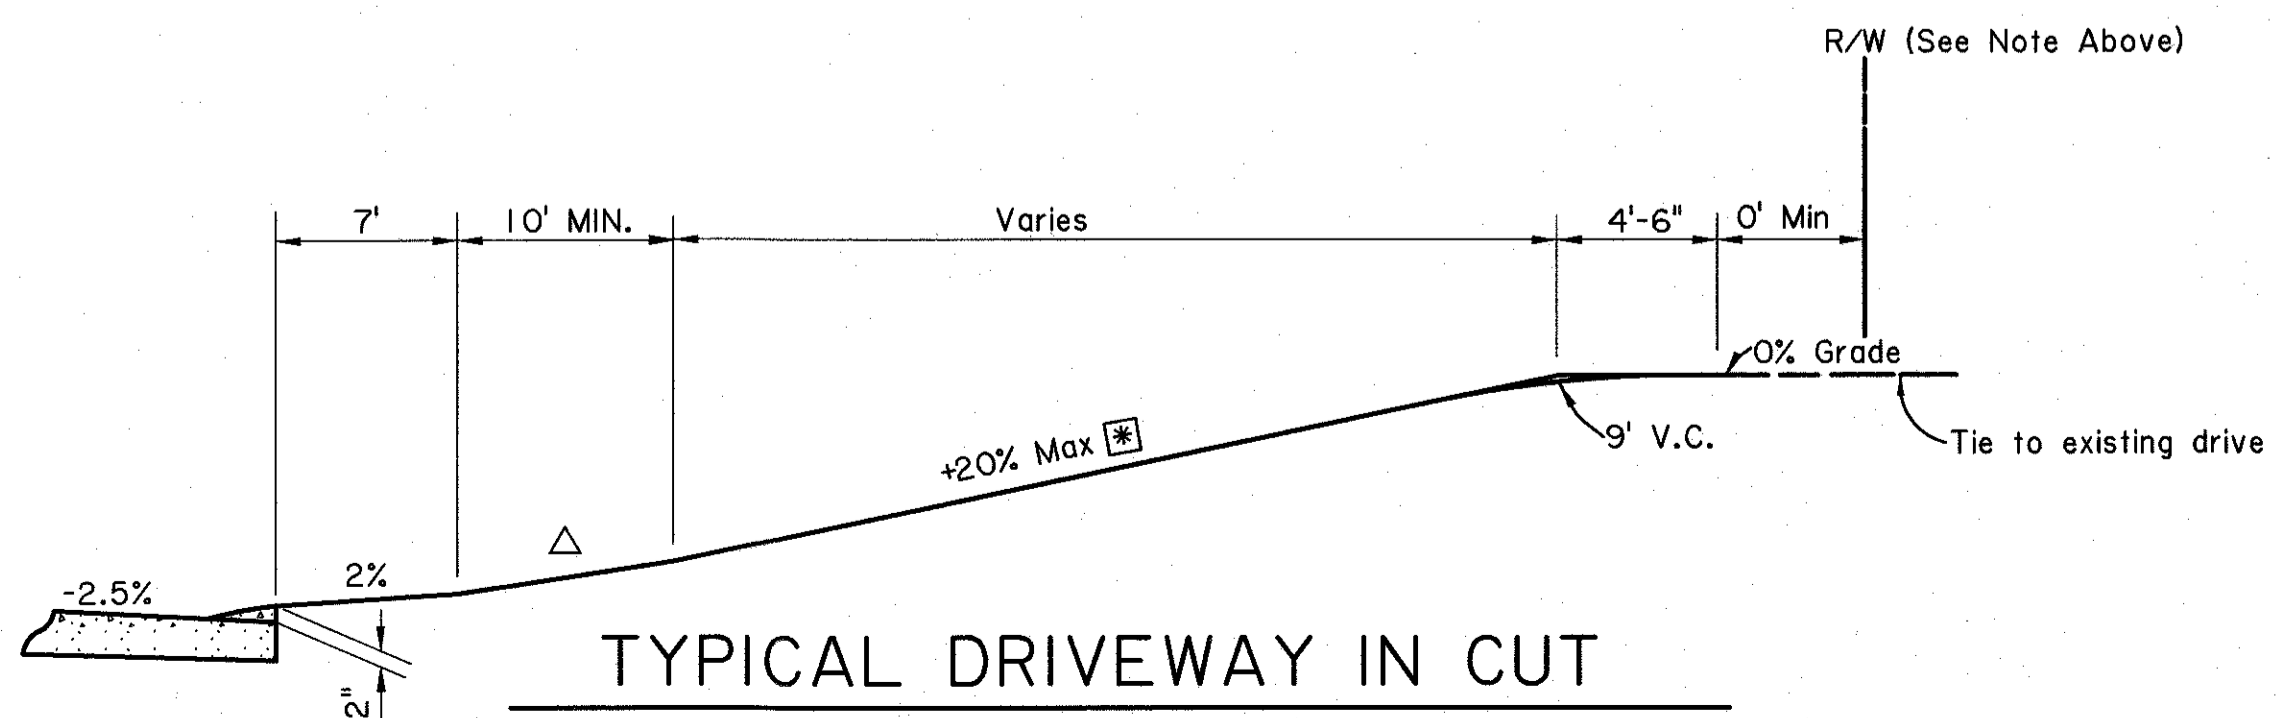 R/W (See Note Above)
7'
10' MIN.
Varies
4'-6"
0' Min
0% Grade
+20% Max *
9' V.C.
Tie to existing drive
△
2%
-2.5%
2"
TYPICAL DRIVEWAY IN CUT